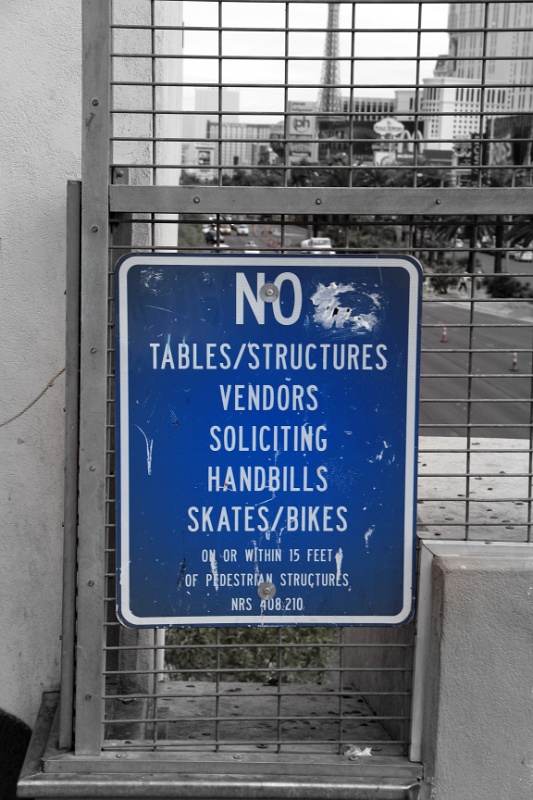 NO
TABLES/STRUCTURES
VENDORS
SOLICITING
HANDBILLS
SKATES/BIKES
ON OR WITHIN 15 FEET
OF PEDESTRIAN STRUCTURES
NRS 408.210